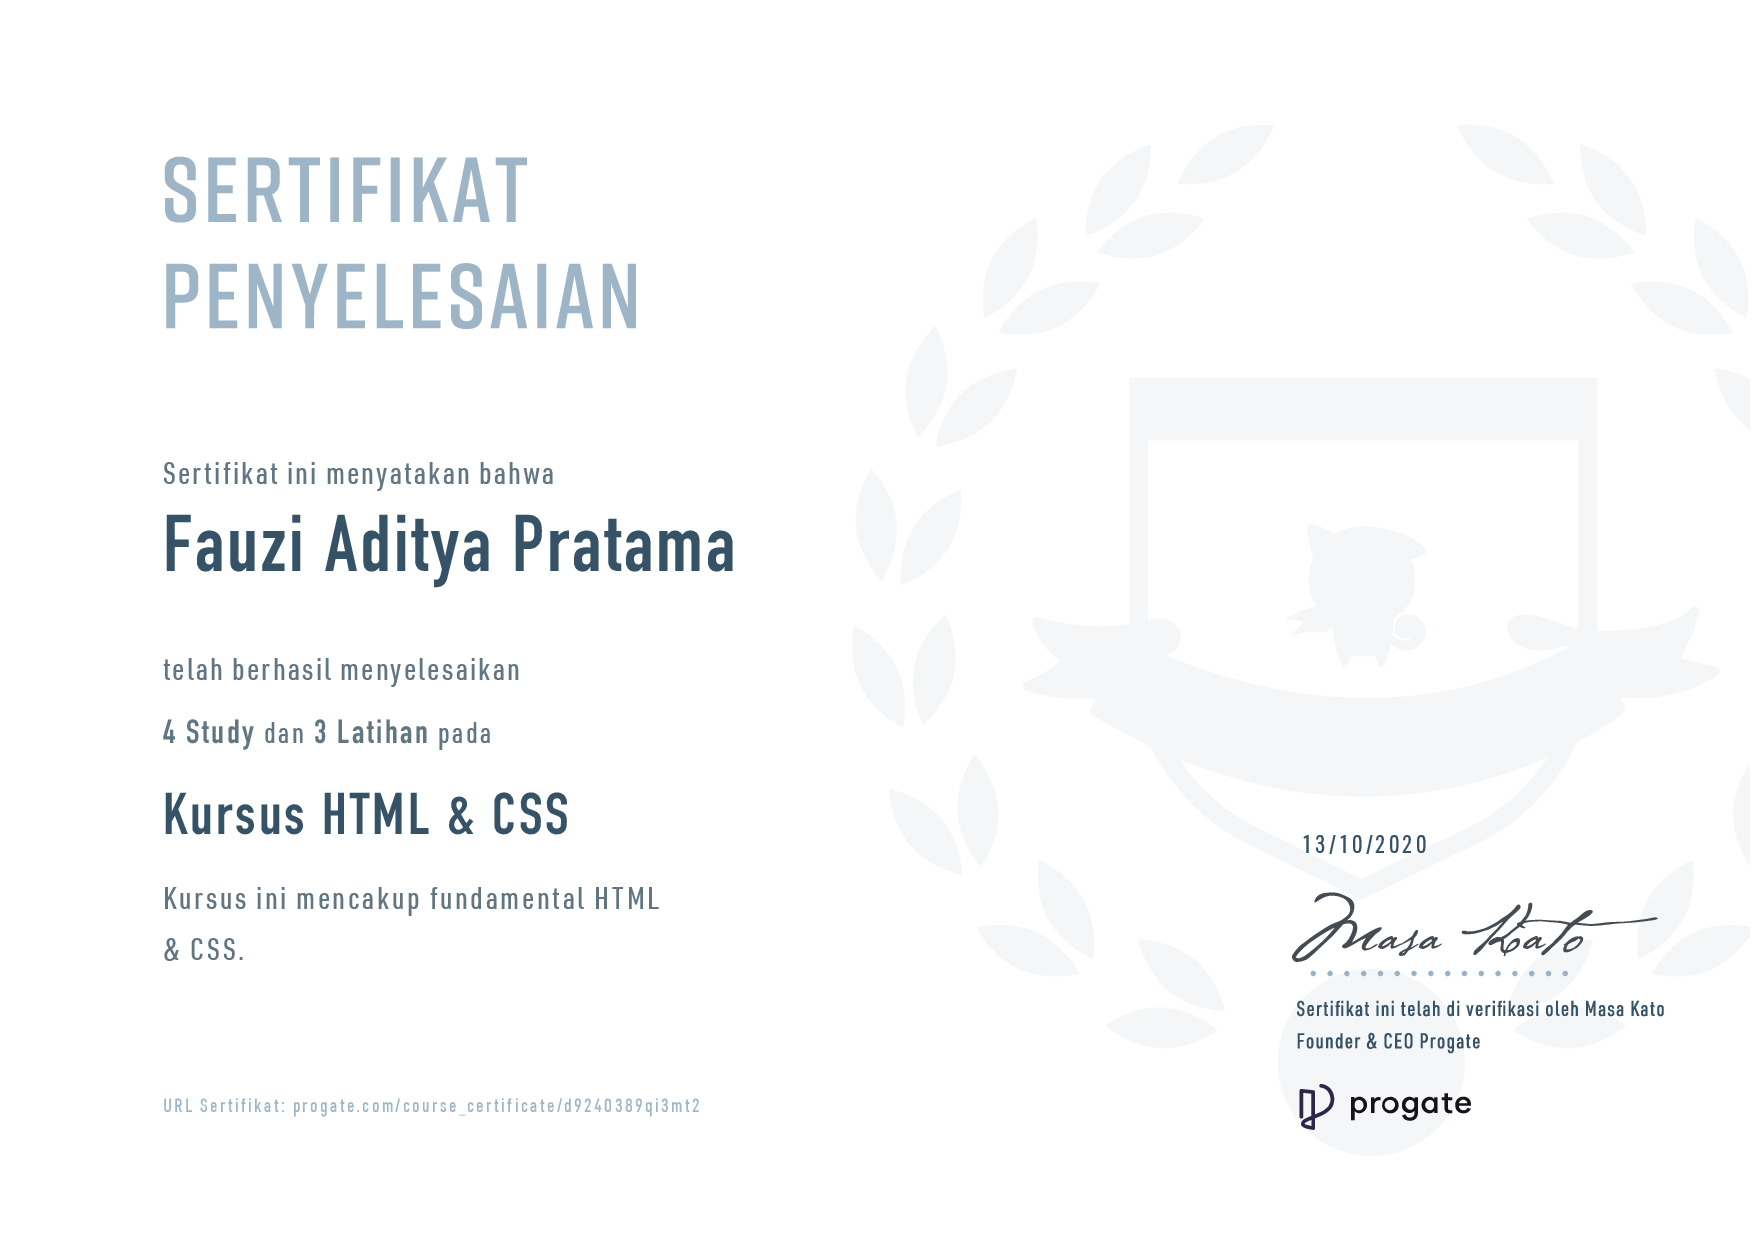 SERTIFIKAT
PENYELESAIAN
Sertifikat ini menyatakan bahwa
Fauzi Aditya Pratama
telah berhasil menyelesaikan
4 Study dan 3 Latihan pada
Kursus HTML & CSS
Kursus ini mencakup fundamental HTML
& CSS.
URL Sertifikat: progate.com/course_certificate/d9240389qi3mt2
13/10/2020
Masa Kato
Sertifikat ini telah di verifikasi oleh Masa Kato
Founder & CEO Progate
progate